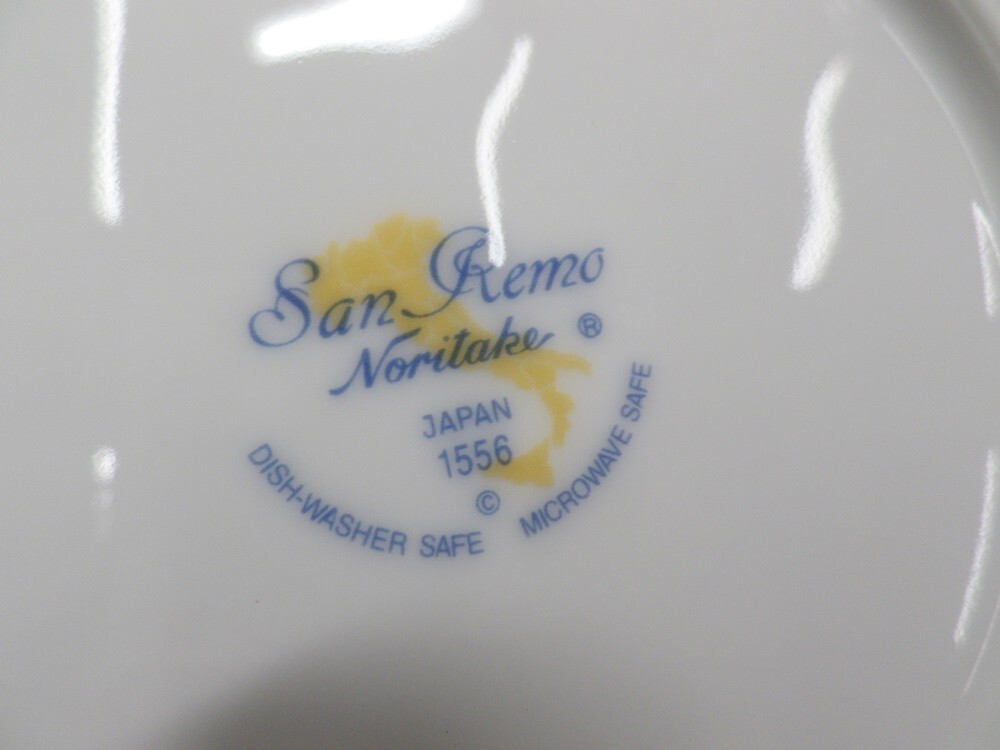 San Remo
Noritake ®
JAPAN
1556
©
DISH-WASHER SAFE MICROWAVE SAFE